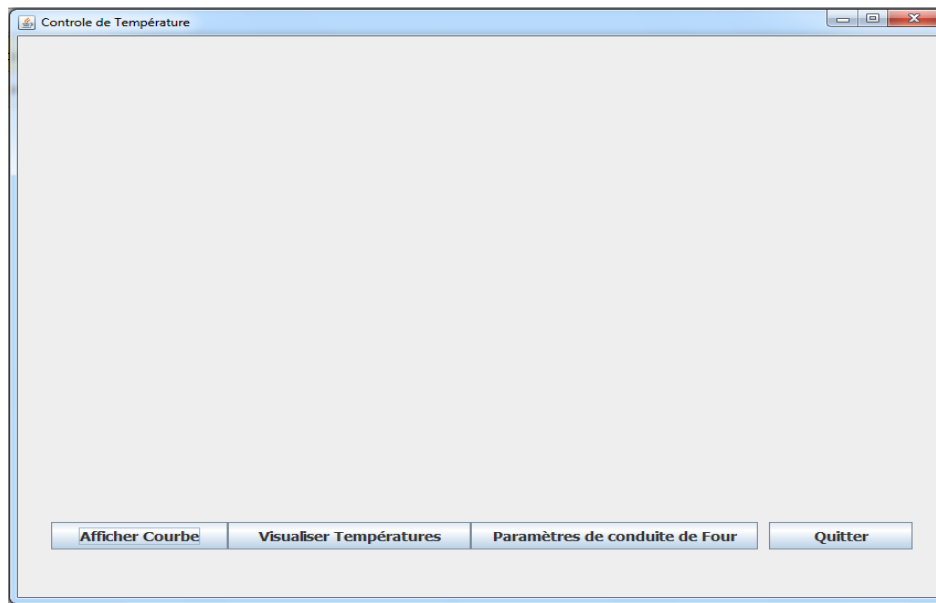 Controle de Température
Afficher Courbe Visualiser Températures Paramètres de conduite de Four Quitter